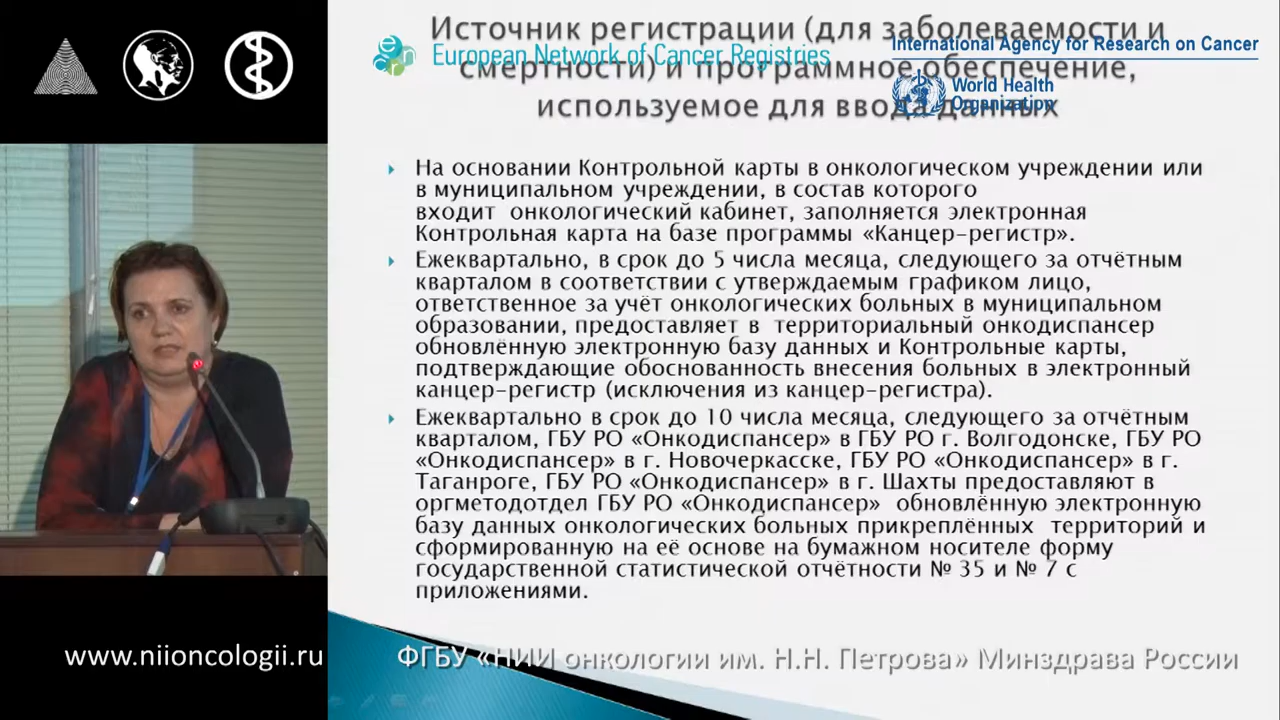 Источник регистрации (для заболеваемости и
European Network of Cancer Registries
International Agency for Research on Cancer
смертности) и программное обеспечение,
World Health
Organization
используемое для ввода данных
На основании Контрольной карты в онкологическом учреждении или
в муниципальном учреждении, в состав которого
входит онкологический кабинет, заполняется электронная
Контрольная карта на базе программы «Канцер-регистр».
Ежеквартально, в срок до 5 числа месяца, следующего за отчётным
кварталом в соответствии с утверждаемым графиком лицо,
ответственное за учёт онкологических больных в муниципальном
образовании, предоставляет в территориальный онкодиспансер
обновлённую электронную базу данных и Контрольные карты,
подтверждающие обоснованность внесения больных в электронный
канцер-регистр (исключения из канцер-регистра).
Ежеквартально в срок до 10 числа месяца, следующего за отчётным
кварталом, ГБУ РО «Онкодиспансер» в ГБУ РО г. Волгодонске, ГБУ РО
«Онкодиспансер» в г. Новочеркасске, ГБУ РО «Онкодиспансер» в г.
Таганроге, ГБУ РО «Онкодиспансер» в г. Шахты предоставляют в
оргметодотдел ГБУ РО «Онкодиспансер» обновлённую электронную
базу данных онкологических больных прикреплённых территорий и
сформированную на её основе на бумажном носителе форму
государственной статистической отчётности № 35 и № 7 с
приложениями.
www.niioncologii.ru
ФГБУ «НИИ онкологии им. Н.Н. Петрова» Минздрава России